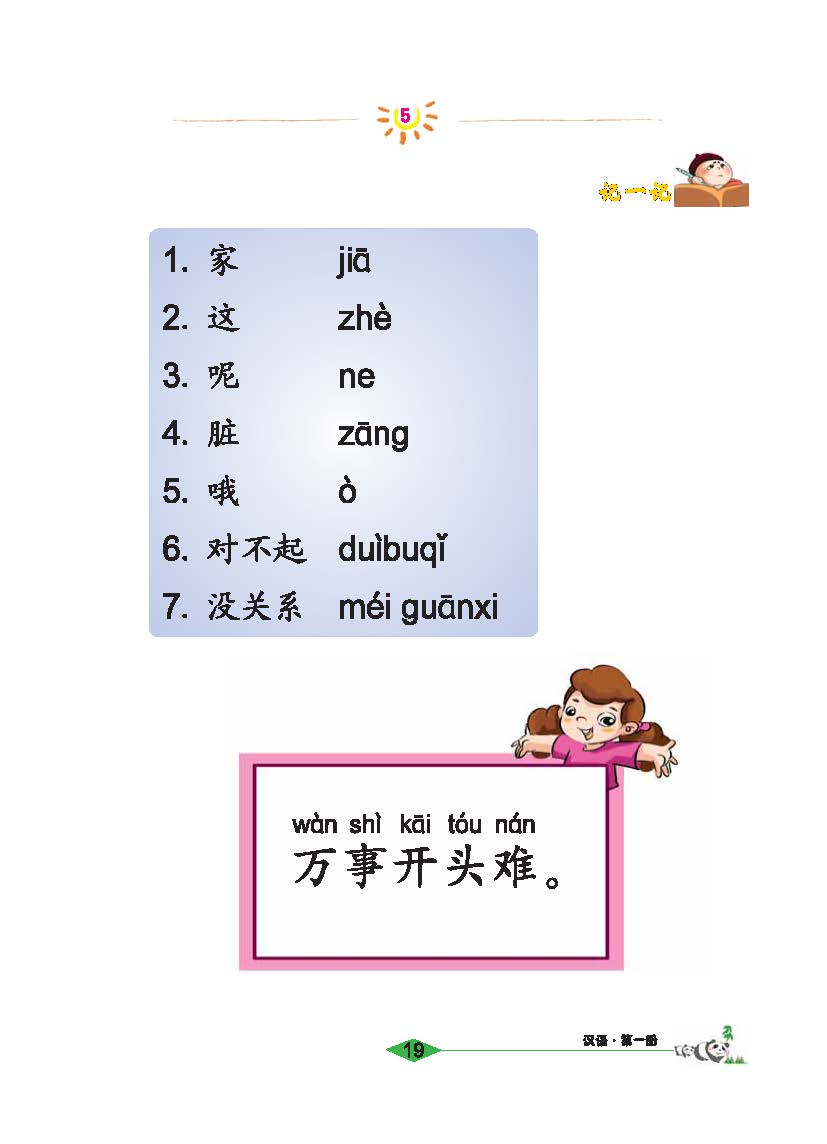 5
记一记
1. 家 jiā
2. 这 zhè
3. 呢 ne
4. 脏 zāng
5. 哦 ò
6. 对不起 duìbuqǐ
7. 没关系 méi guānxi
wàn shì kāi tóu nán
万事开头难。
19
汉语·第一册